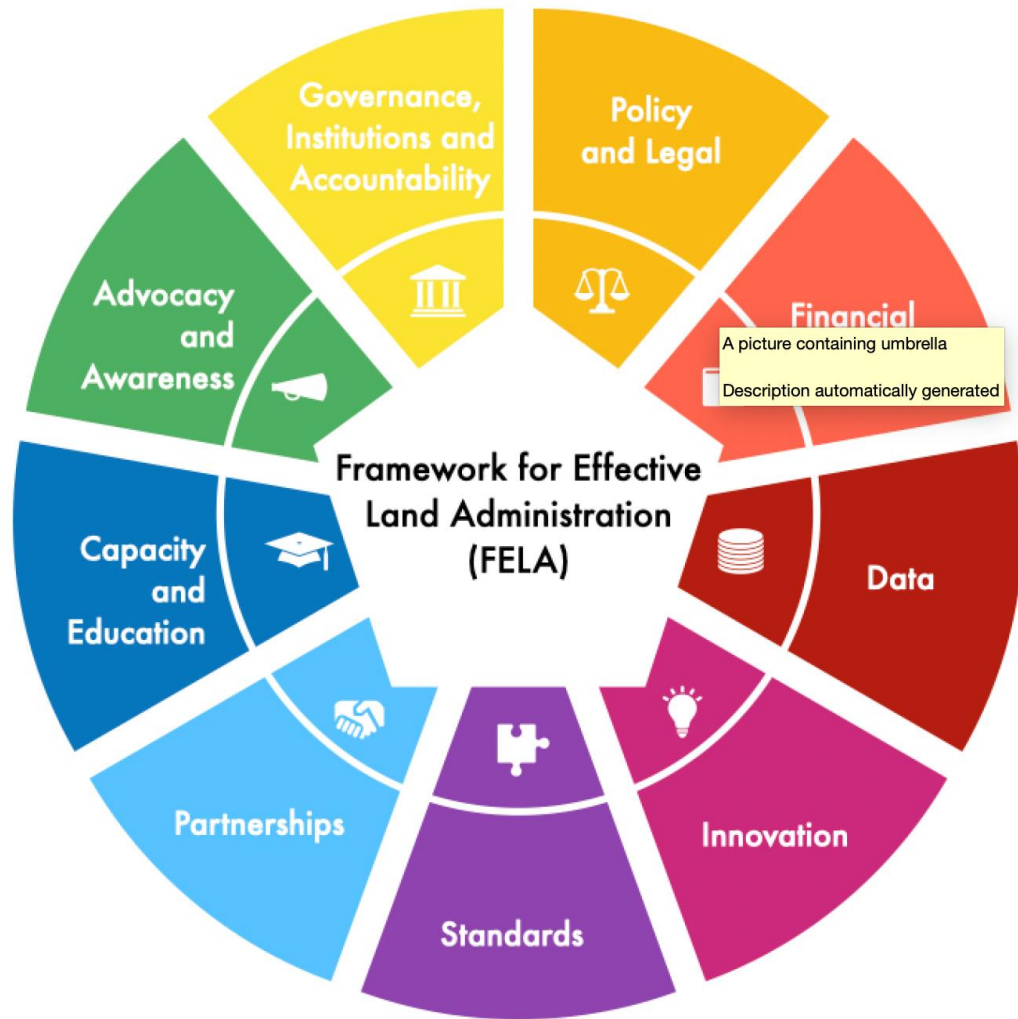 Governance,
Institutions and
Accountability
Policy
and Legal
Financial
A picture containing umbrella
Description automatically generated
Data
Innovation
Standards
Partnerships
Capacity
and
Education
Advocacy
and
Awareness
Framework for Effective
Land Administration
(FELA)